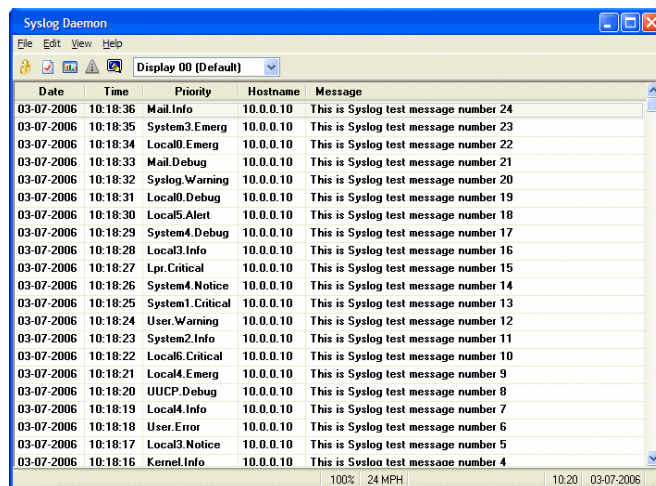 Syslog Daemon
File Edit View Help
Display 00 (Default)
Date Time Priority Hostname Message
03-07-2006 10:18:36 Mail.Info 10.0.0.10 This is Syslog test message number 24
03-07-2006 10:18:35 System3.Emerg 10.0.0.10 This is Syslog test message number 23
03-07-2006 10:18:34 Local0.Emerg 10.0.0.10 This is Syslog test message number 22
03-07-2006 10:18:33 Mail.Debug 10.0.0.10 This is Syslog test message number 21
03-07-2006 10:18:32 Syslog.Warning 10.0.0.10 This is Syslog test message number 20
03-07-2006 10:18:31 Local0.Debug 10.0.0.10 This is Syslog test message number 19
03-07-2006 10:18:30 Local5.Alert 10.0.0.10 This is Syslog test message number 18
03-07-2006 10:18:29 System4.Debug 10.0.0.10 This is Syslog test message number 17
03-07-2006 10:18:28 Local3.Info 10.0.0.10 This is Syslog test message number 16
03-07-2006 10:18:27 Lpr.Critical 10.0.0.10 This is Syslog test message number 15
03-07-2006 10:18:26 System4.Notice 10.0.0.10 This is Syslog test message number 14
03-07-2006 10:18:25 System1.Critical 10.0.0.10 This is Syslog test message number 13
03-07-2006 10:18:24 User.Warning 10.0.0.10 This is Syslog test message number 12
03-07-2006 10:18:23 System2.Info 10.0.0.10 This is Syslog test message number 11
03-07-2006 10:18:22 Local6.Critical 10.0.0.10 This is Syslog test message number 10
03-07-2006 10:18:21 Local4.Emerg 10.0.0.10 This is Syslog test message number 9
03-07-2006 10:18:20 UUCP.Debug 10.0.0.10 This is Syslog test message number 8
03-07-2006 10:18:19 Local4.Info 10.0.0.10 This is Syslog test message number 7
03-07-2006 10:18:18 User.Error 10.0.0.10 This is Syslog test message number 6
03-07-2006 10:18:17 Local3.Notice 10.0.0.10 This is Syslog test message number 5
03-07-2006 10:18:16 Kernel.Info 10.0.0.10 This is Syslog test message number 4
100% 24 MPH 10:20 03-07-2006